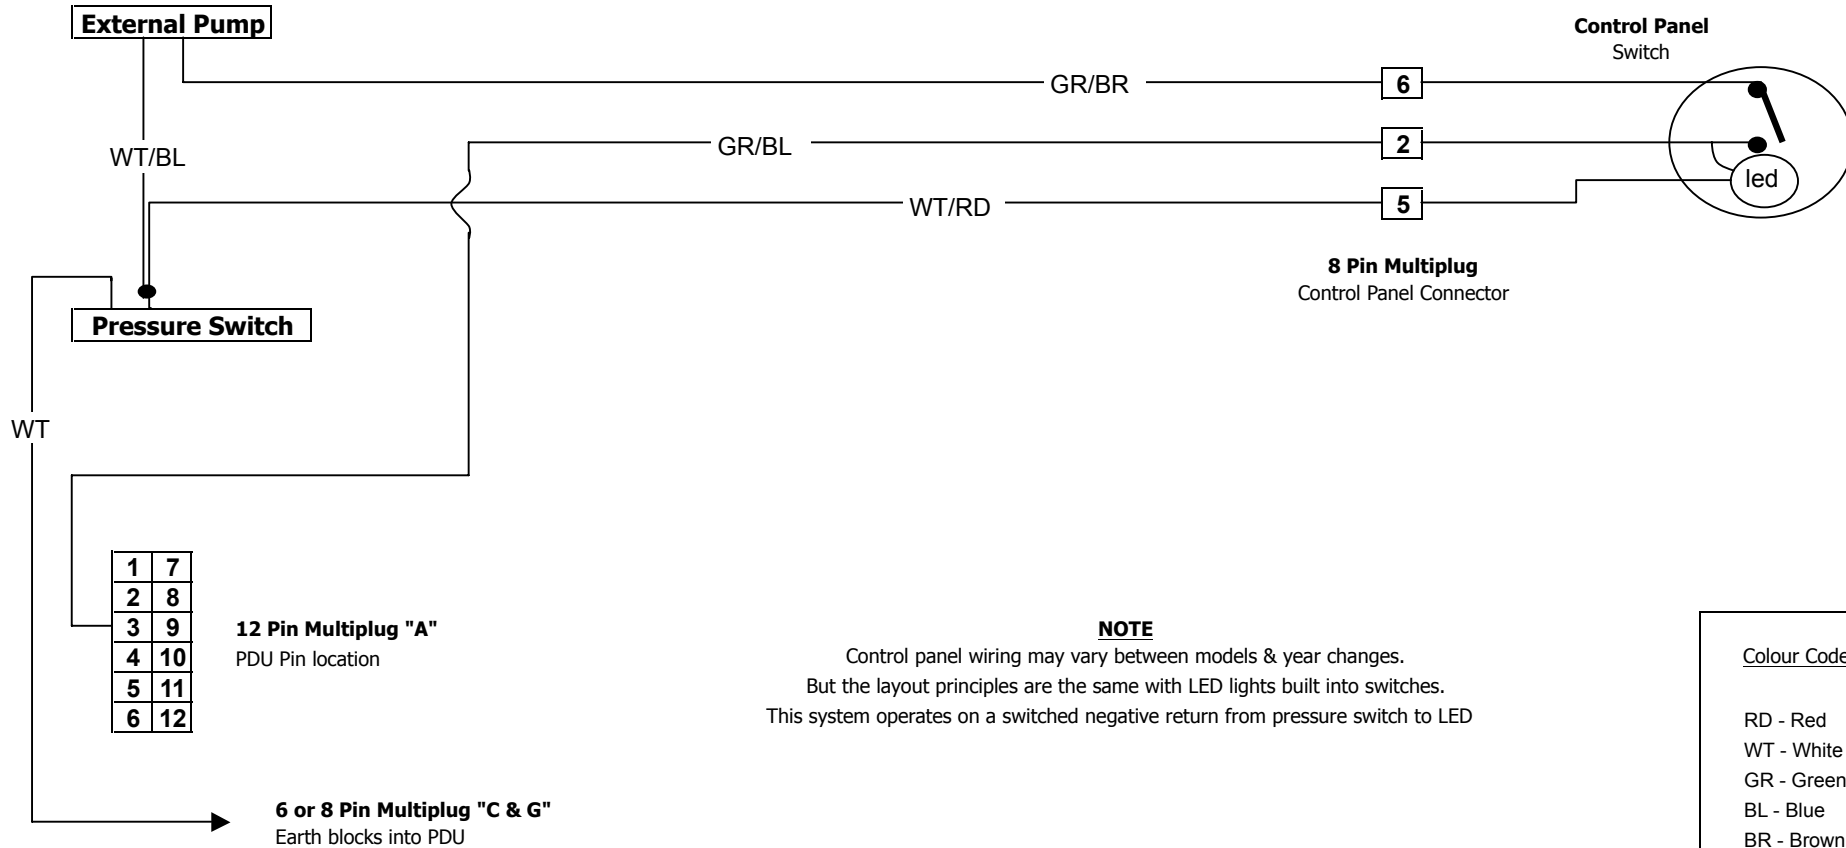 External Pump
Control Panel
Switch
GR/BR
6
GR/BL
2
WT/BL
led
WT/RD
5
8 Pin Multiplug
Control Panel Connector
Pressure Switch
WT
1 7
2 8
3 9
4 10
5 11
6 12
12 Pin Multiplug "A"
PDU Pin location
NOTE
Control panel wiring may vary between models & year changes.
But the layout principles are the same with LED lights built into switches.
This system operates on a switched negative return from pressure switch to LED
Colour Code
RD - Red
WT - White
GR - Green
BL - Blue
BR - Brown
6 or 8 Pin Multiplug "C & G"
Earth blocks into PDU